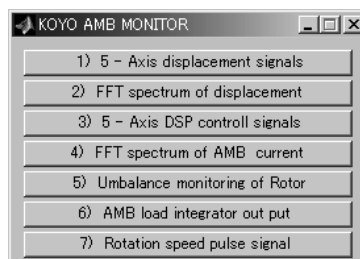 KOYO AMB MONITOR
1) 5 - Axis displacement signals
2) FFT spectrum of displacement
3) 5 - Axis DSP controll signals
4) FFT spectrum of AMB current
5) Umbalance monitoring of Rotor
6) AMB load integrator out put
7) Rotation speed pulse signal